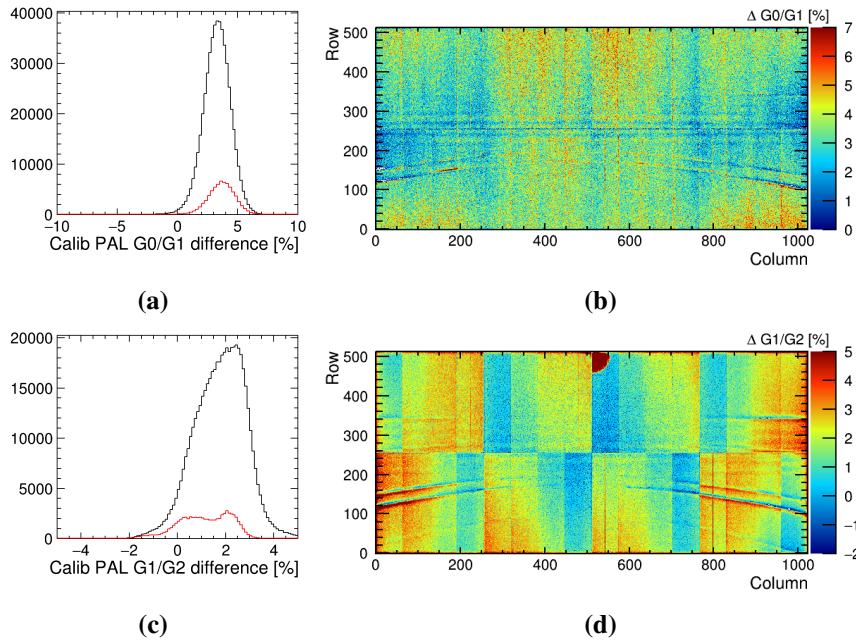 40000
30000
20000
10000
0
−10 −5 0 5 10
Calib PAL G0/G1 difference [%]
(a)
Δ G0/G1 [%]
Row
500
400
300
200
100
0
0 200 400 600 800 1000
Column
7
6
5
4
3
2
1
0
(b)
20000
15000
10000
5000
0
−4 −2 0 2 4
Calib PAL G1/G2 difference [%]
(c)
Δ G1/G2 [%]
Row
500
400
300
200
100
0
0 200 400 600 800 1000
Column
5
4
3
2
1
0
−1
−2
(d)